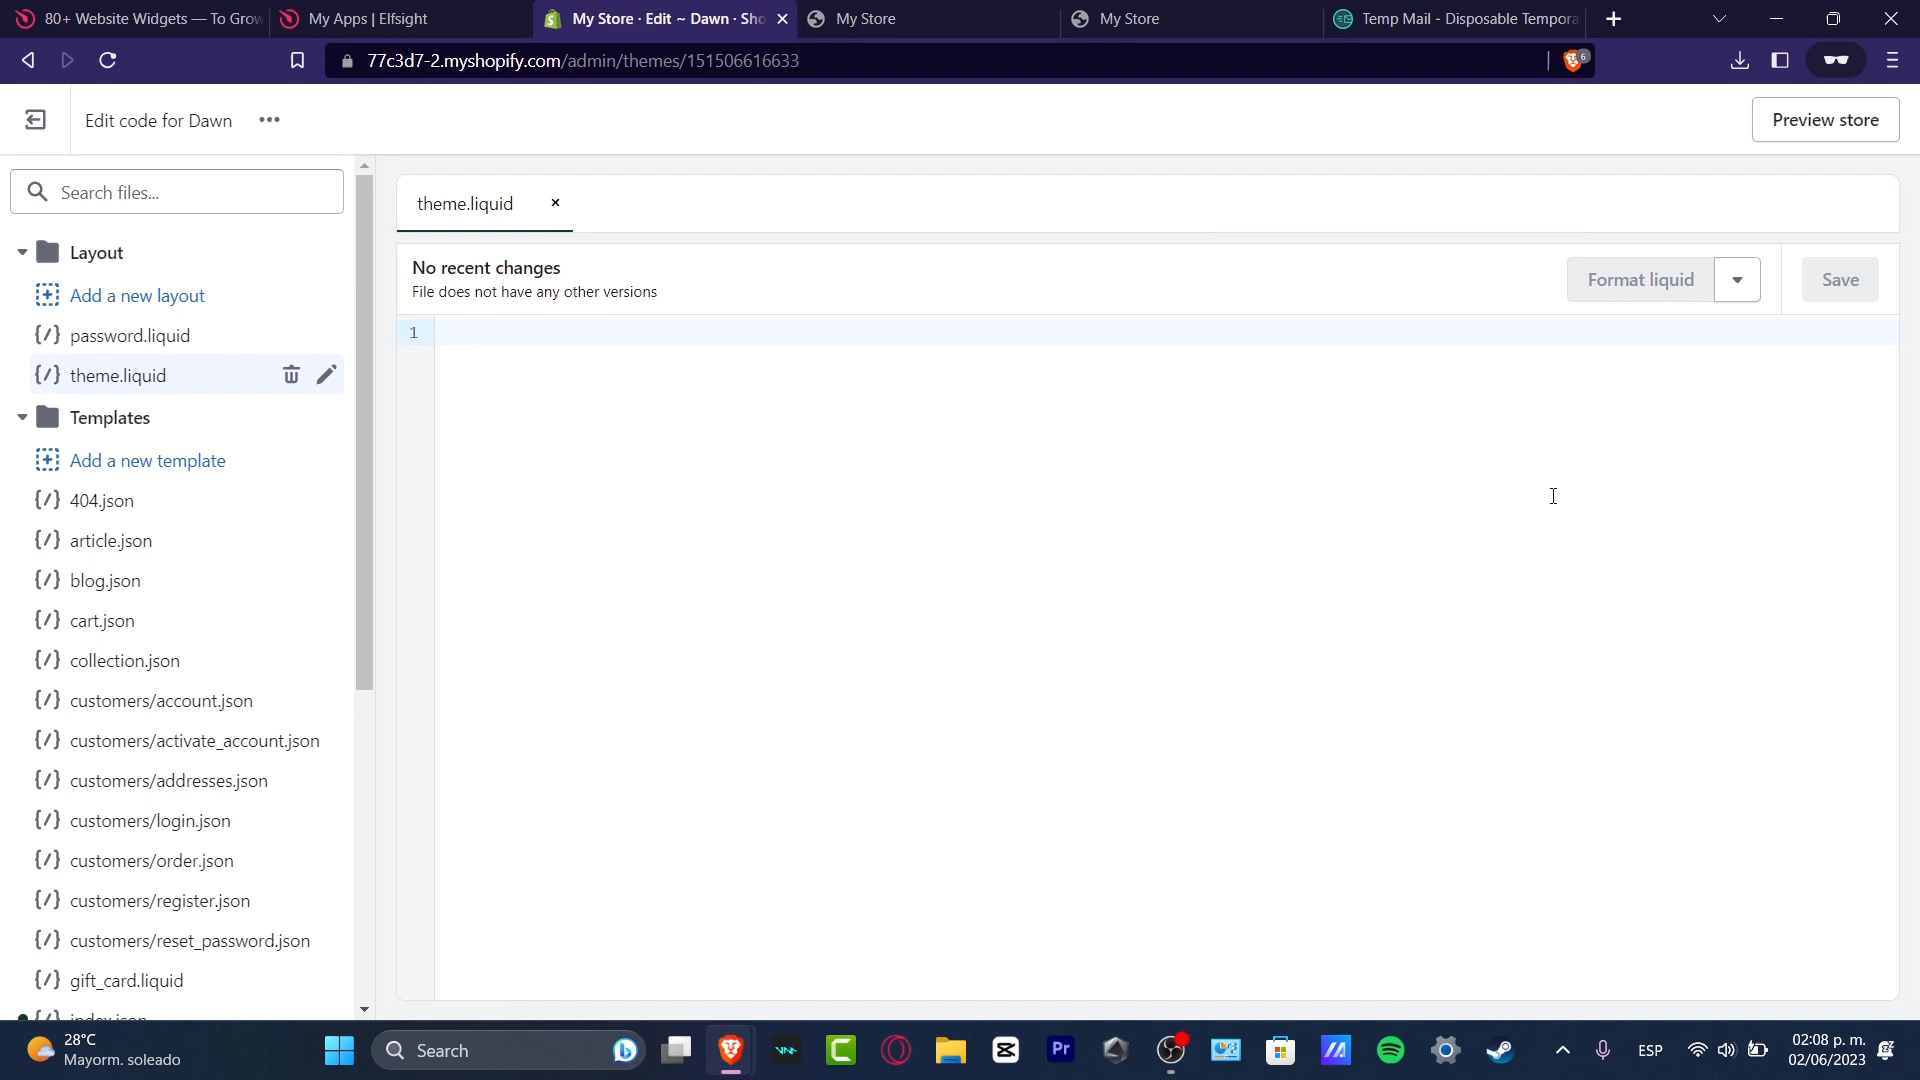 80+ Website Widgets — To Grow
My Apps | Elfsight
My Store · Edit ~ Dawn · Sho
My Store
My Store
Temp Mail - Disposable Tempora
77c3d7-2.myshopify.com/admin/themes/151506616633
6
Edit code for Dawn
Preview store
Search files...
theme.liquid
Layout
No recent changes
File does not have any other versions
Format liquid
Save
Add a new layout
1
password.liquid
theme.liquid
Templates
Add a new template
404.json
article.json
blog.json
cart.json
collection.json
customers/account.json
customers/activate_account.json
customers/addresses.json
customers/login.json
customers/order.json
customers/register.json
customers/reset_password.json
gift_card.liquid
index.json
28°C
Mayorm. soleado
Search
Pr
ESP
02:08 p. m.
02/06/2023